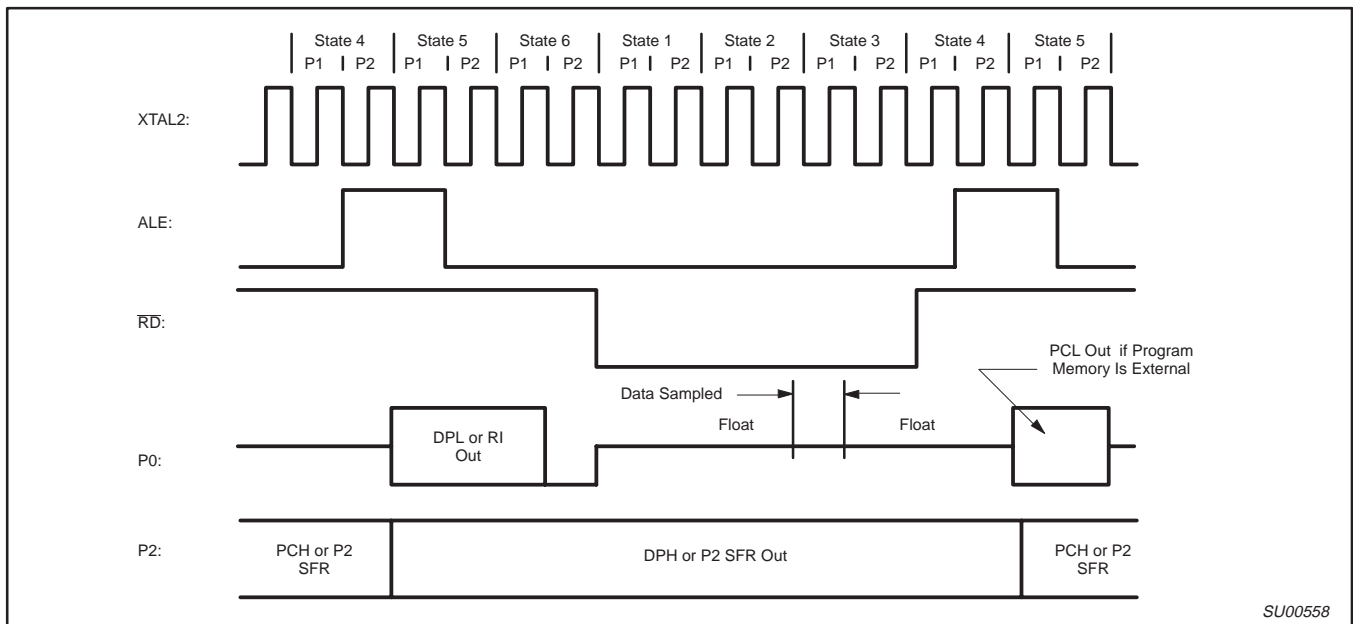 State 4 State 5 State 6 State 1 State 2 State 3 State 4 State 5
P1 P2 P1 P2 P1 P2 P1 P2 P1 P2 P1 P2 P1 P2 P1 P2
XTAL2:
ALE:
RD:
PCL Out if Program
Memory Is External
Data Sampled
Float Float
DPL or RI
Out
P0:
P2:
PCH or P2
SFR
DPH or P2 SFR Out
PCH or P2
SFR
SU00558